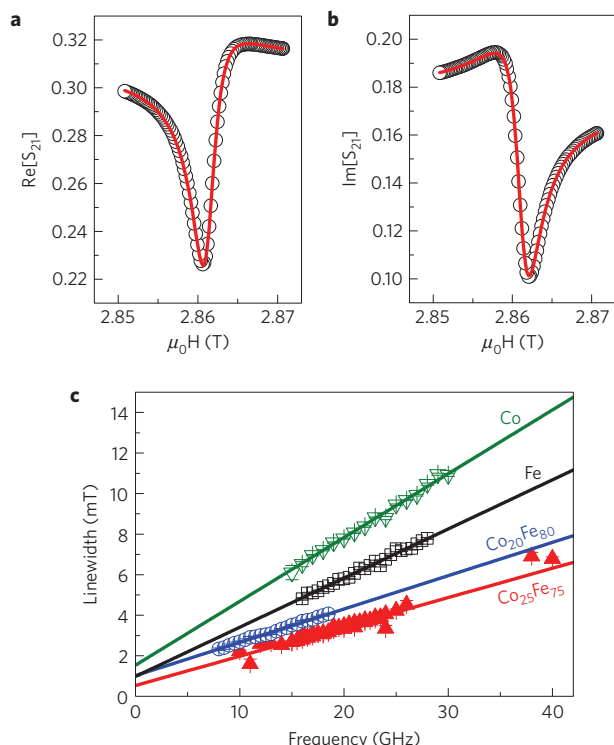 a
b
0.32
0.30
0.28
0.26
0.24
0.22
Re[S21]
2.85
2.86
2.87
μ0H (T)
0.20
0.18
0.16
0.14
0.12
0.10
Im[S21]
2.85
2.86
2.87
μ0H (T)
c
14
12
10
8
6
4
2
0
Linewidth (mT)
Co
Fe
Co20Fe80
Co25Fe75
0
10
20
30
40
Frequency (GHz)